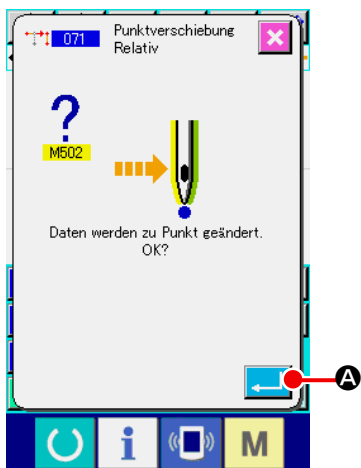 071 Punktverschiebung
Relativ
?
M502
Daten werden zu Punkt geändert.
OK?
A
i
M